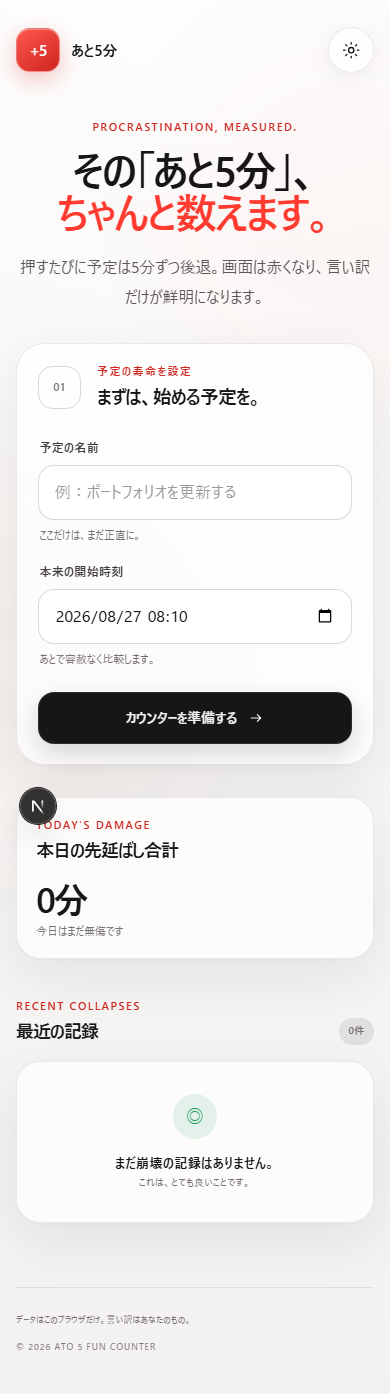 +5 あと5分
PROCRASTINATION, MEASURED.
その「あと5分」、
ちゃんと数えます。
押すたびに予定は5分ずつ後退。画面は赤くなり、言い訳
だけが鮮明になります。
01
予定の寿命を設定
まずは、始める予定を。
予定の名前
例：ポートフォリオを更新する
ここだけは、まだ正直に。
本来の開始時刻
2026/08/27 08:10
あとで容赦なく比較します。
カウンターを準備する →
N
TODAY'S DAMAGE
本日の先延ばし合計
0分
今日はまだ無傷です
RECENT COLLAPSES
最近の記録
0件
まだ崩壊の記録はありません。
これは、とても良いことです。
データはこのブラウザだけ。言い訳はあなたのもの。
© 2026 ATO 5 FUN COUNTER